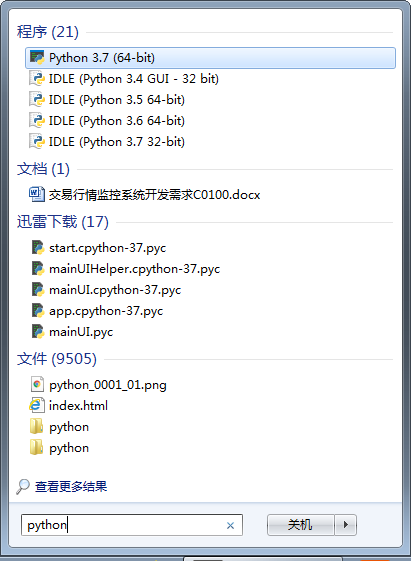 程序 (21)
Python 3.7 (64-bit)
IDLE (Python 3.4 GUI - 32 bit)
IDLE (Python 3.5 64-bit)
IDLE (Python 3.6 64-bit)
IDLE (Python 3.7 32-bit)
文档 (1)
交易行情监控系统开发需求C0100.docx
迅雷下载 (17)
start.cpython-37.pyc
mainUIHelper.cpython-37.pyc
mainUI.cpython-37.pyc
app.cpython-37.pyc
mainUI.pyc
文件 (9505)
python_0001_01.png
index.html
python
python
查看更多结果
python
关机